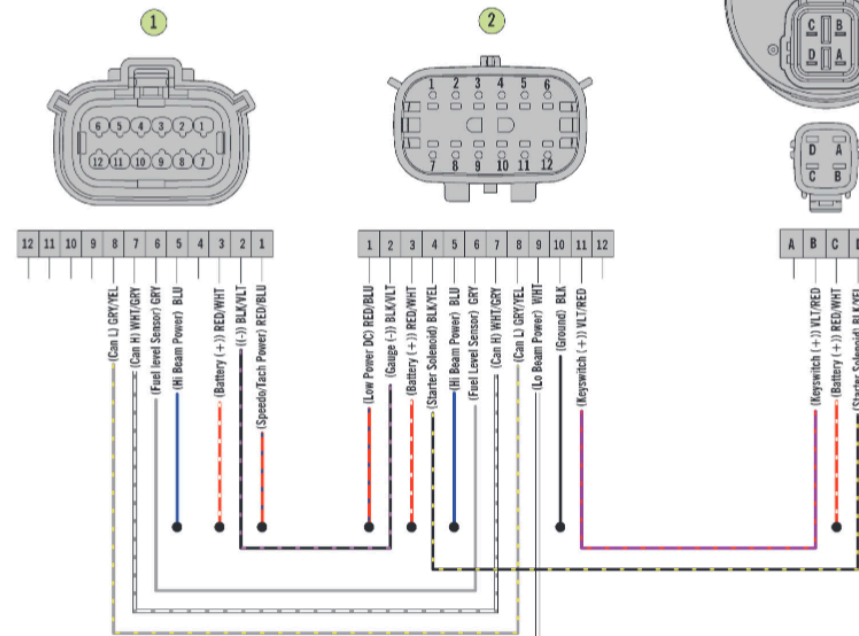 1
2
C B
D A
6 5 4 3 2 1
12 11 10 9 8 7
1 2 3 4 5 6
7 8 9 10 11 12
D A
C B
12 11 10 9 8 7 6 5 4 3 2 1
1 2 3 4 5 6 7 8 9 10 11 12
A B C D
(Can L) GRY/YEL
(Can H) WHT/GRY
(Fuel level Sensor) GRY
(Hi Beam Power) BLU
(Battery (+)) RED/WHT
((-)) BLK/VLT
(Speedo/Tach Power) RED/BLU
(Low Power DC) RED/BLU
(Gauge (-)) BLK/VLT
(Battery (+)) RED/WHT
(Starter Solenoid) BLK/YEL
(Hi Beam Power) BLU
(Fuel Level Sensor) GRY
(Can H) WHT/GRY
(Can L) GRY/YEL
(Lo Beam Power) WHT
(Ground) BLK
(Keyswitch (+)) VLT/RED
(Keyswitch (+)) VLT/RED
(Battery (+)) RED/WHT
(Starter Solenoid) BLK/YEL